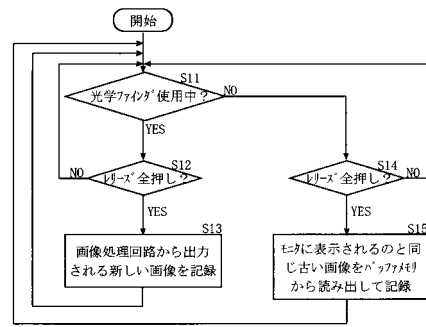 開始
S11
光学ファインダ使用中?
NO
YES
S12
レリーズ全押し?
NO
YES
S13
画像処理回路から出力
される新しい画像を記録
S14
レリーズ全押し?
NO
YES
S15
モニタに表示されるのと同
じ古い画像をバッファメモリ
から読み出して記録